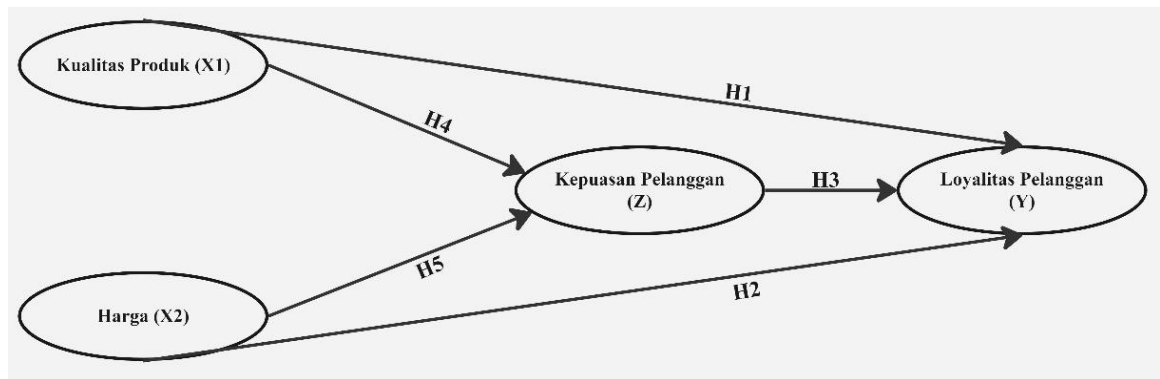 Kualitas Produk (X1)
H1
H4
Kepuasan Pelanggan
(Z)
H3
Loyalitas Pelanggan
(Y)
H5
H2
Harga (X2)